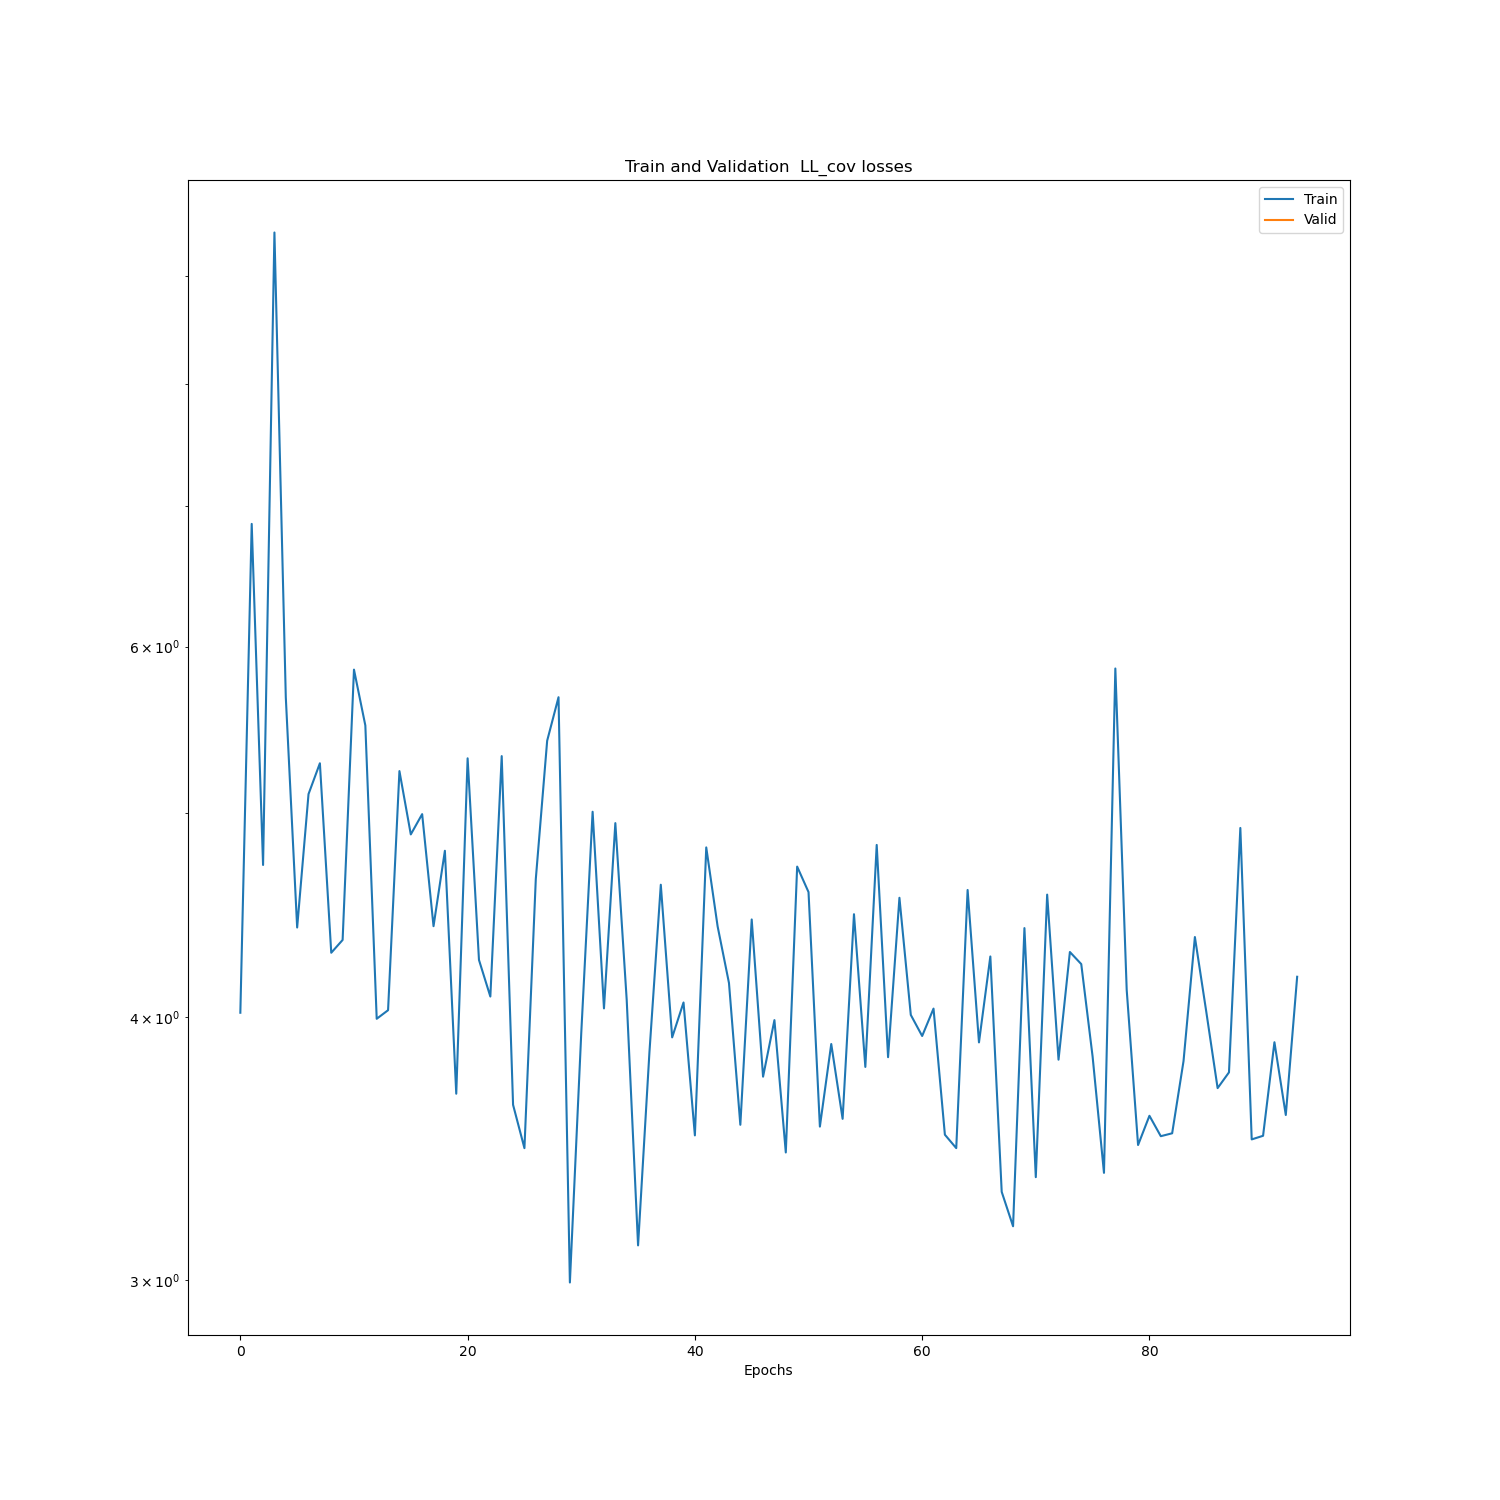 Train and Validation  LL_cov losses
Train
Valid
6 × 10⁰
4 × 10⁰
3 × 10⁰
0 20 40 60 80
Epochs